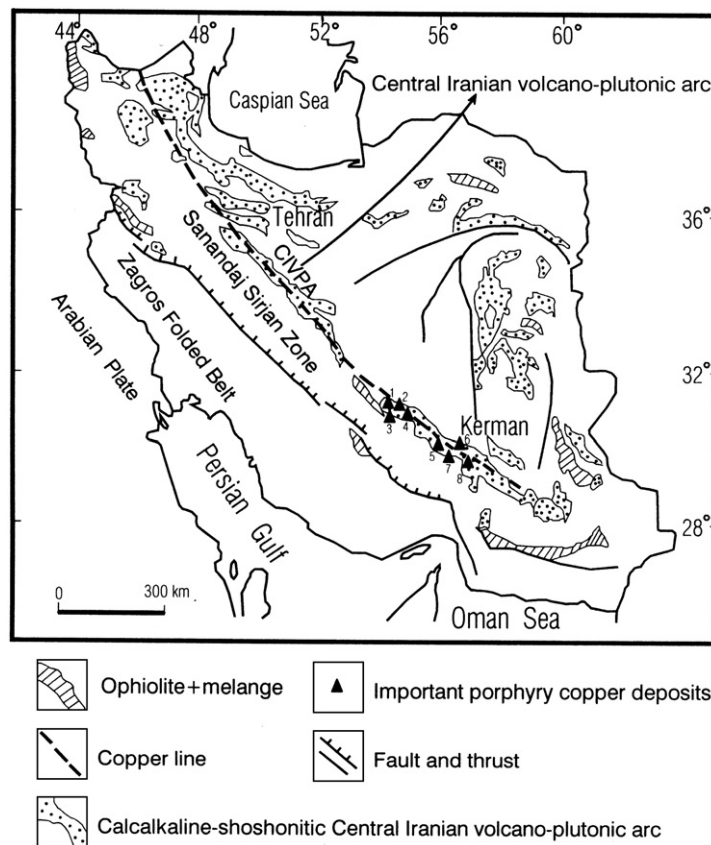 44° 48° 52° 56° 60°
Caspian Sea
Central Iranian volcano-plutonic arc
36°
Tehran
CIVPA
Sanandaj Sirjan Zone
Zagros Folded Belt
Arabian Plate
32°
1 2
3 4
Kerman
6
5 7 8
Persian Gulf
28°
0 300 km
Oman Sea
Ophiolite+melange
Important porphyry copper deposits
Copper line
Fault and thrust
Calcalkaline-shoshonitic Central Iranian volcano-plutonic arc